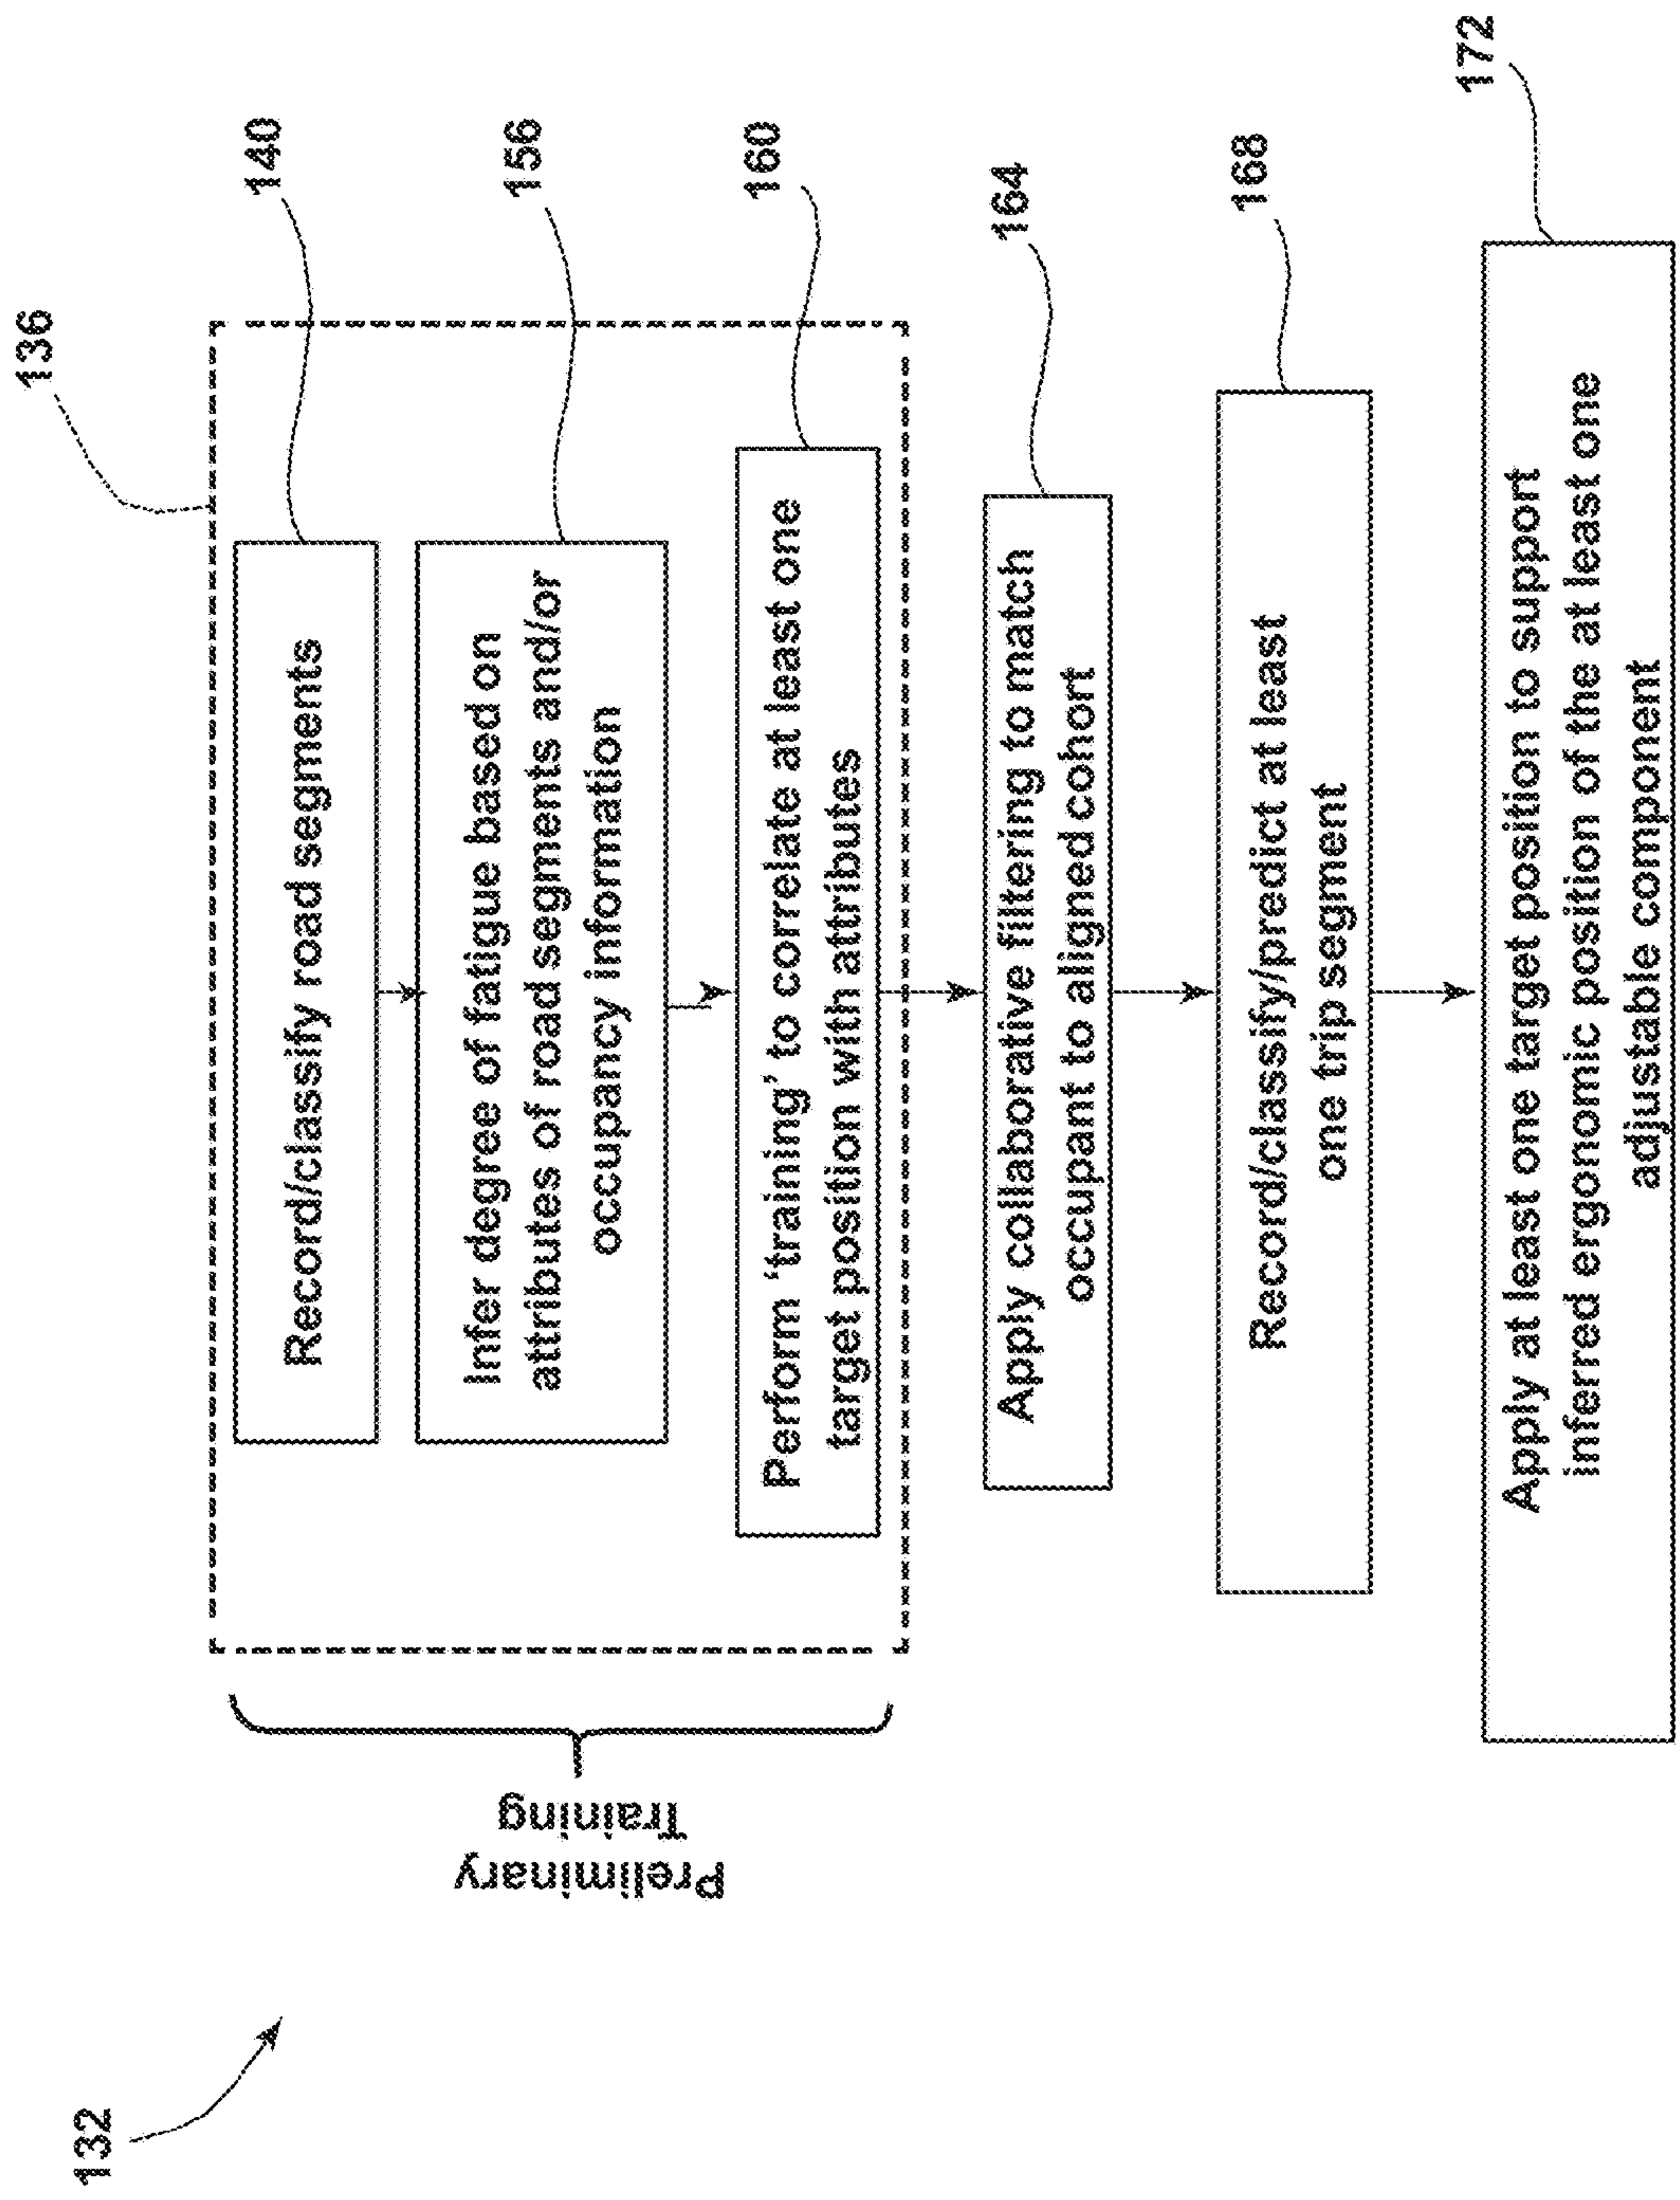 132
136
Preliminary
Training
Record/classify road segments
140
Infer degree of fatigue based on
attributes of road segments and/or
occupancy information
156
Perform ‘training’ to correlate at least one
target position with attributes
160
Apply collaborative filtering to match
occupant to aligned cohort
164
Record/classify/predict at least
one trip segment
168
Apply at least one target position to support
inferred ergonomic position of the at least one
adjustable component
172